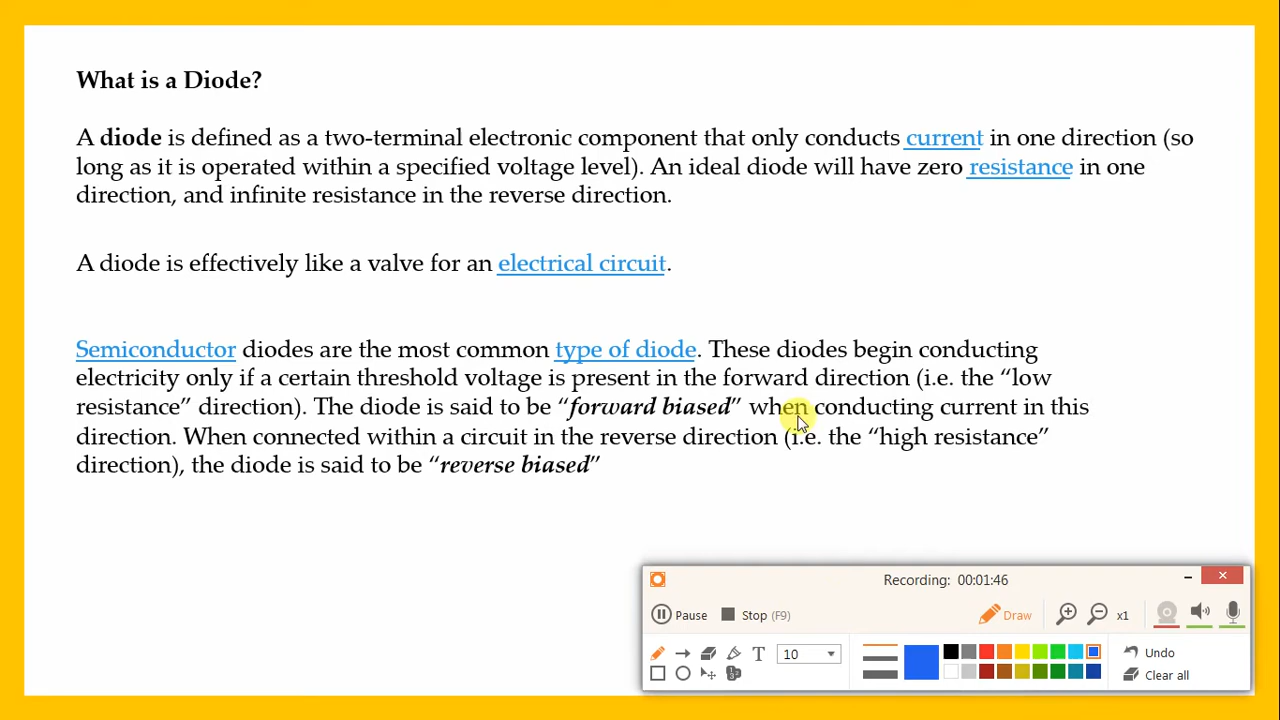 What is a Diode?
A diode is defined as a two-terminal electronic component that only conducts current in one direction (so
long as it is operated within a specified voltage level). An ideal diode will have zero resistance in one
direction, and infinite resistance in the reverse direction.
A diode is effectively like a valve for an electrical circuit.
Semiconductor diodes are the most common type of diode. These diodes begin conducting
electricity only if a certain threshold voltage is present in the forward direction (i.e. the “low
resistance” direction). The diode is said to be “forward biased” when conducting current in this
direction. When connected within a circuit in the reverse direction (i.e. the “high resistance”
direction), the diode is said to be “reverse biased”
Recording: 00:01:46
Pause Stop (F9) Draw x1
T 10 Undo
Clear all